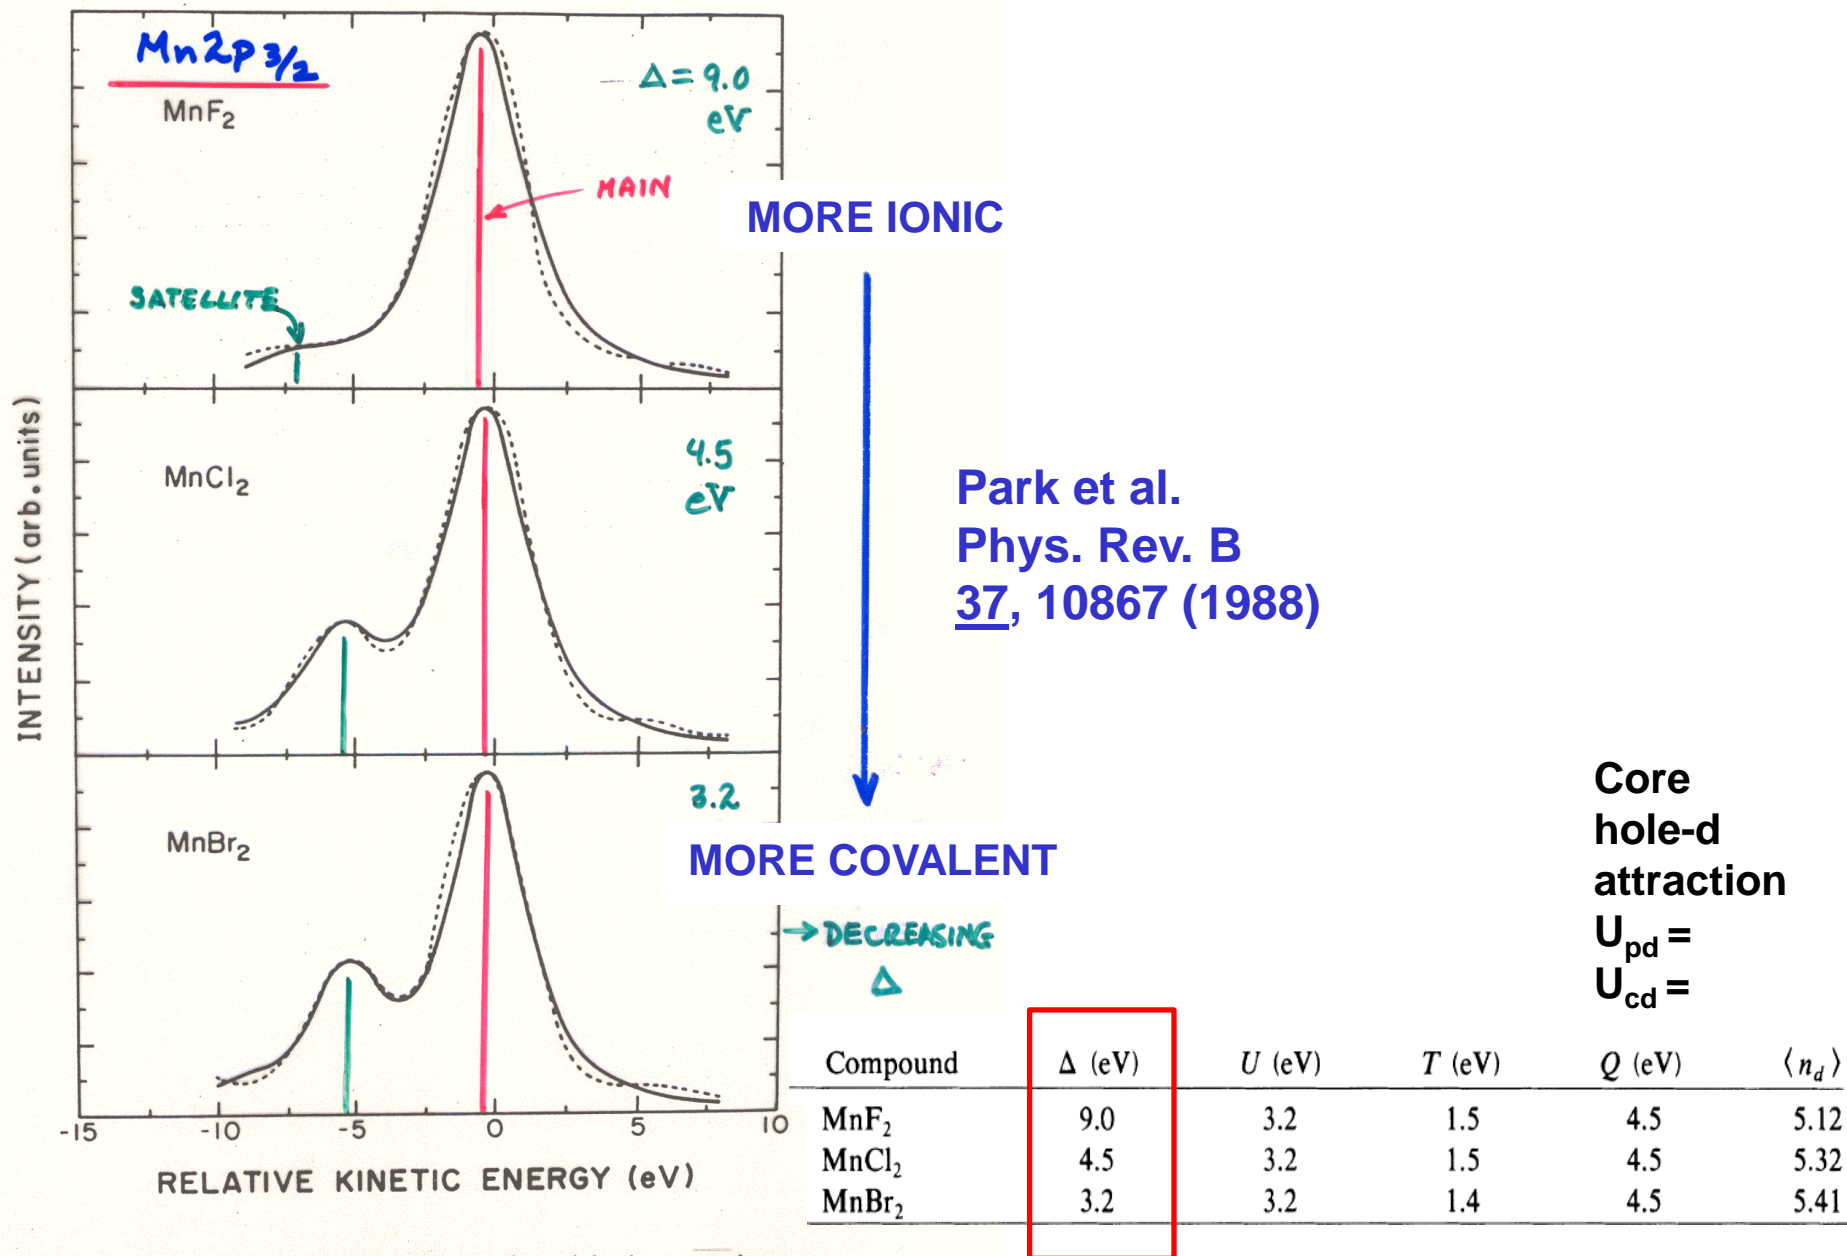 Mn2p 3/2
MnF2
Δ = 9.0
eV
MAIN
SATELLITE
MORE IONIC
MnCl2
4.5
eV
Park et al.
Phys. Rev. B
37, 10867 (1988)
MnBr2
3.2
MORE COVALENT
→ DECREASING
Δ
INTENSITY (arb. units)
-15 -10 -5 0 5 10
RELATIVE KINETIC ENERGY (eV)
Core
hole-d
attraction
Upd =
Ucd =
Compound Δ (eV) U (eV) T (eV) Q (eV) ⟨nd⟩
MnF2 9.0 3.2 1.5 4.5 5.12
MnCl2 4.5 3.2 1.5 4.5 5.32
MnBr2 3.2 3.2 1.4 4.5 5.41